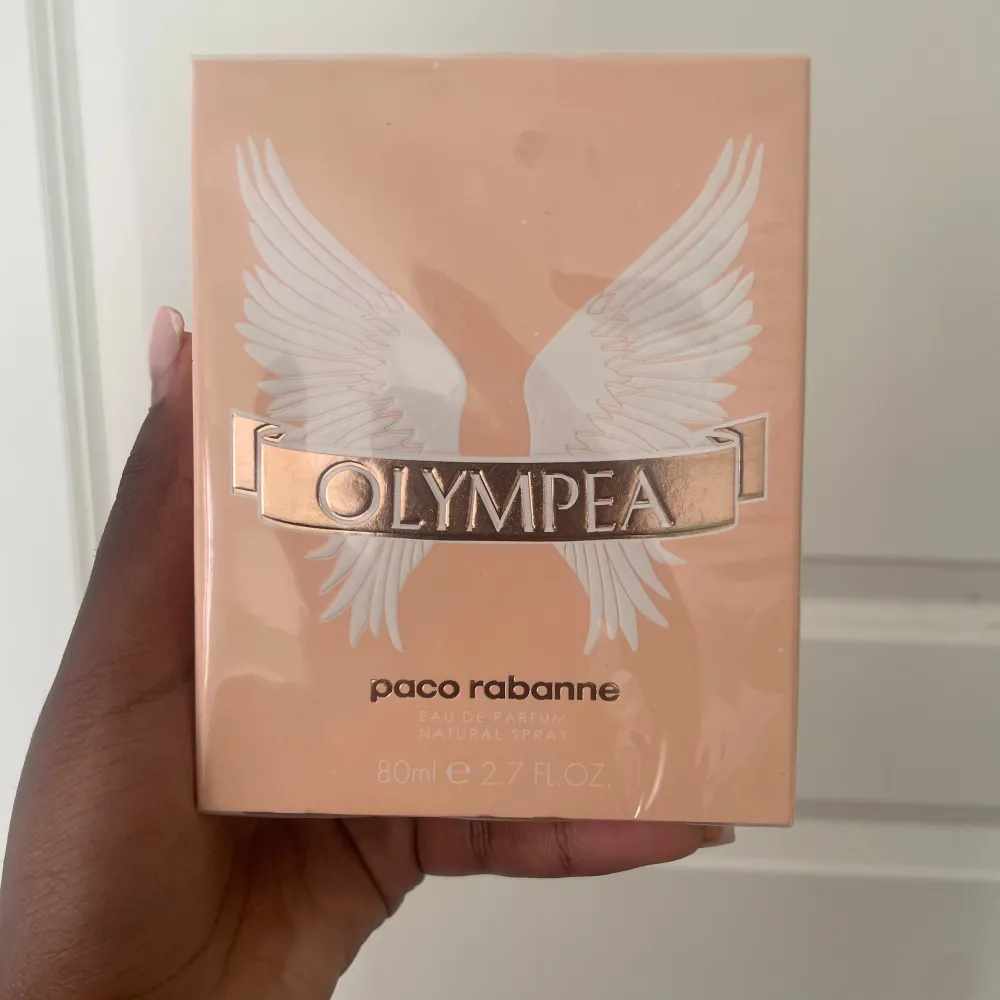 OLYMPEA
paco rabanne
EAU DE PARFUM
NATURAL SPRAY
80ml ℮ 2.7 FL.OZ.